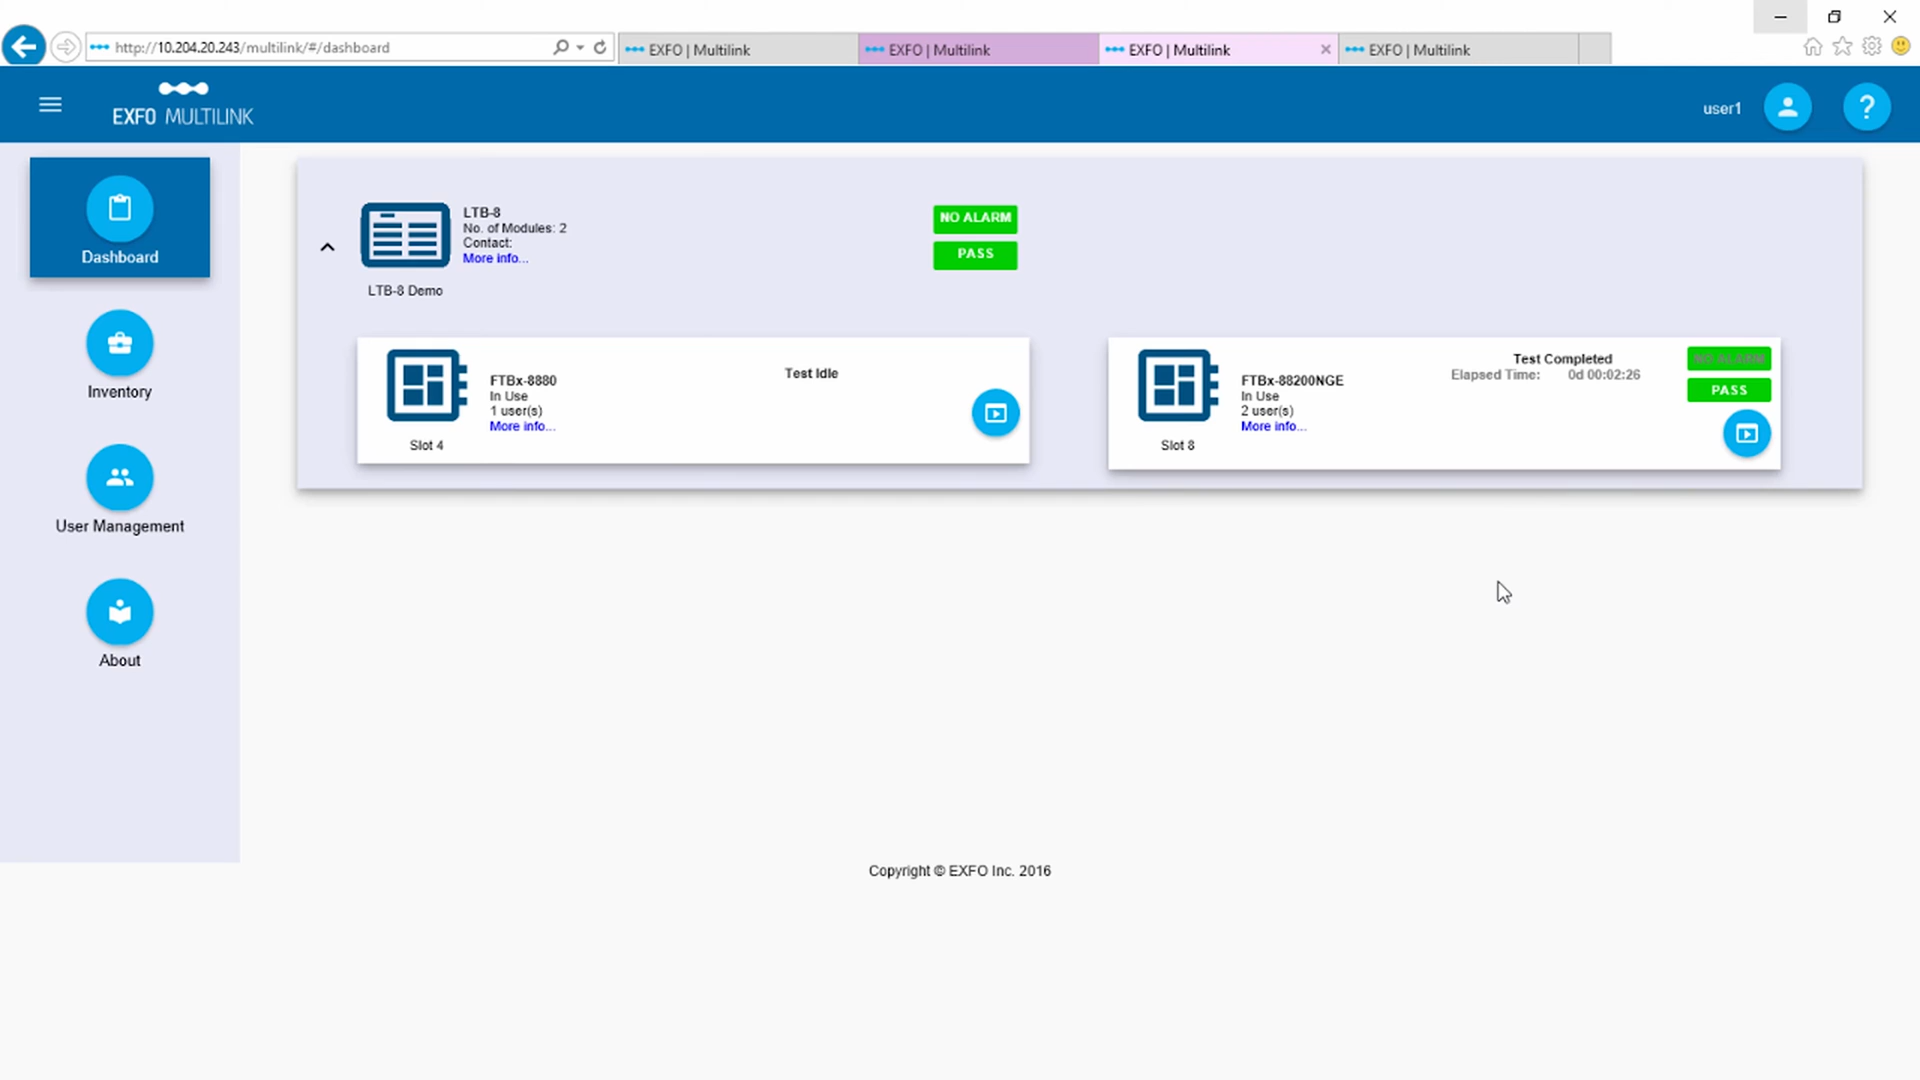 http://10.204.20.243/multilink/#/dashboard
EXFO | Multilink
EXFO | Multilink
EXFO | Multilink
EXFO | Multilink
EXFO MULTILINK
user1
?
Dashboard
Inventory
User Management
About
LTB-8
No. of Modules: 2
Contact:
More info...
LTB-8 Demo
NO ALARM
PASS
FTBx-8880
In Use
1 user(s)
More info...
Slot 4
Test Idle
FTBx-88200NGE
In Use
2 user(s)
More info...
Slot 8
Test Completed
Elapsed Time: 0d 00:02:26
NO ALARM
PASS
Copyright © EXFO Inc. 2016